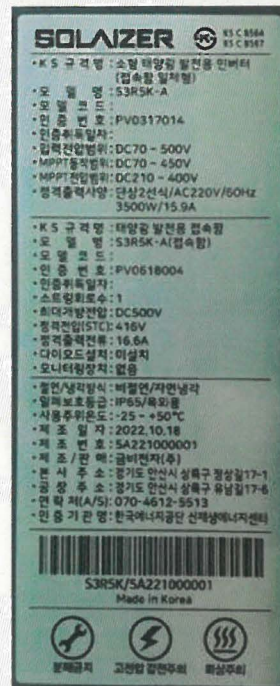 SOLAIZER KS C 8564
KS C 8567
• K S 규격명 : 소형 태양광 발전용 인버터
(접속함 일체형)
• 모 델 명 : S3R5K-A
• 모 델 코 드 :
• 인 증 번 호 : PV0317014
• 인증취득일자 :
• 입력전압범위 : DC70 ~ 500V
• MPPT동작범위 : DC70 ~ 450V
• MPPT전압범위 : DC210 ~ 400V
• 정격출력사양 : 단상2선식/AC220V/60Hz
3500W/15.9A
• K S 규격명 : 태양광 발전용 접속함
• 모 델 명 : S3R5K-A(접속함)
• 모 델 코 드 :
• 인 증 번 호 : PV0618004
• 인증취득일자 :
• 스트링회로수 : 1
• 최대개방전압 : DC500V
• 정격전압(STC) : 416V
• 정격출력전류 : 16.6A
• 다이오드설치 : 미설치
• 모니터링장치 : 없음
• 절연/냉각방식 : 비절연/자연냉각
• 외폐보호등급 : IP65/옥외용
• 사용주위온도 : -25 ~ +50℃
• 제 조 일 자 : 2022.10.18
• 제 조 번 호 : SA221000001
• 제 조 / 판 매 : 금비전자(주)
• 본 사 주 소 : 경기도 안산시 상록구 정상길17-1
• 공 장 주 소 : 경기도 안산시 상록구 유남길17-6
• 연 락 처(A/S) : 070-4612-5513
• 인 증 기 관 명 : 한국에너지공단 신재생에너지센터
S3R5K/SA221000001
Made in Korea
분해금지 고전압 감전주의 화상주의